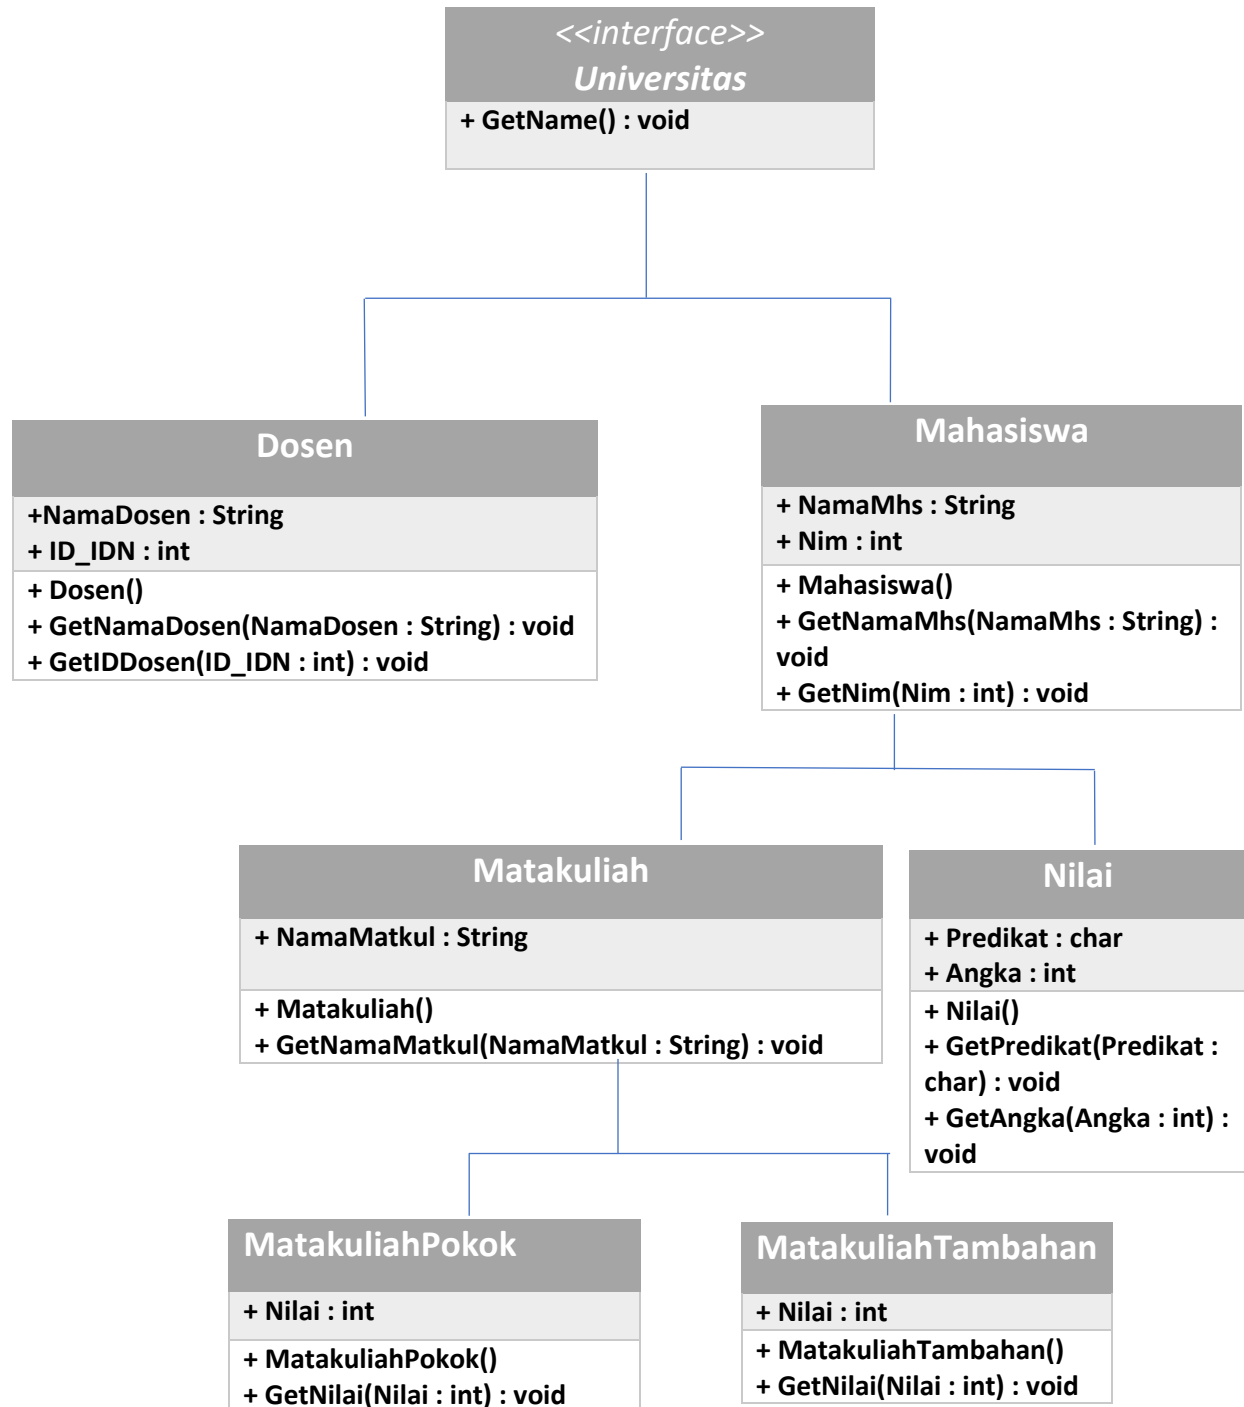 <<interface>>
Universitas
+ GetName() : void
Dosen
+NamaDosen : String
+ ID_IDN : int
+ Dosen()
+ GetNamaDosen(NamaDosen : String) : void
+ GetIDDosen(ID_IDN : int) : void
Mahasiswa
+ NamaMhs : String
+ Nim : int
+ Mahasiswa()
+ GetNamaMhs(NamaMhs : String) :
void
+ GetNim(Nim : int) : void
Matakuliah
+ NamaMatkul : String
+ Matakuliah()
+ GetNamaMatkul(NamaMatkul : String) : void
Nilai
+ Predikat : char
+ Angka : int
+ Nilai()
+ GetPredikat(Predikat :
char) : void
+ GetAngka(Angka : int) :
void
MatakuliahPokok
+ Nilai : int
+ MatakuliahPokok()
+ GetNilai(Nilai : int) : void
MatakuliahTambahan
+ Nilai : int
+ MatakuliahTambahan()
+ GetNilai(Nilai : int) : void